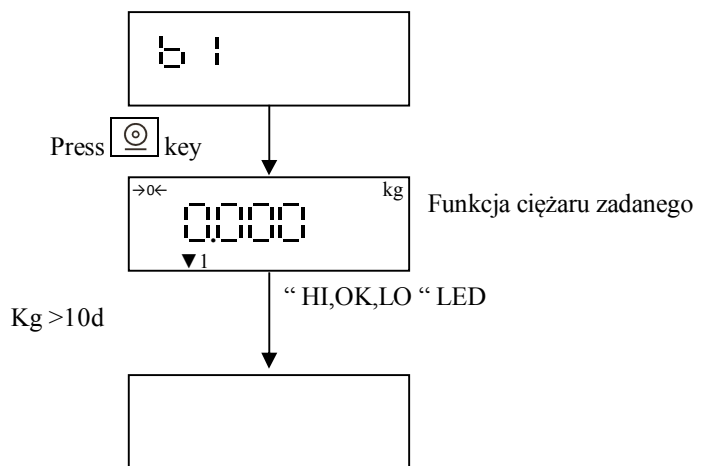 b 1
Press key
→0← kg
0.000
▼1
Funkcja ciężaru zadanego
“ HI,OK,LO “ LED
Kg >10d